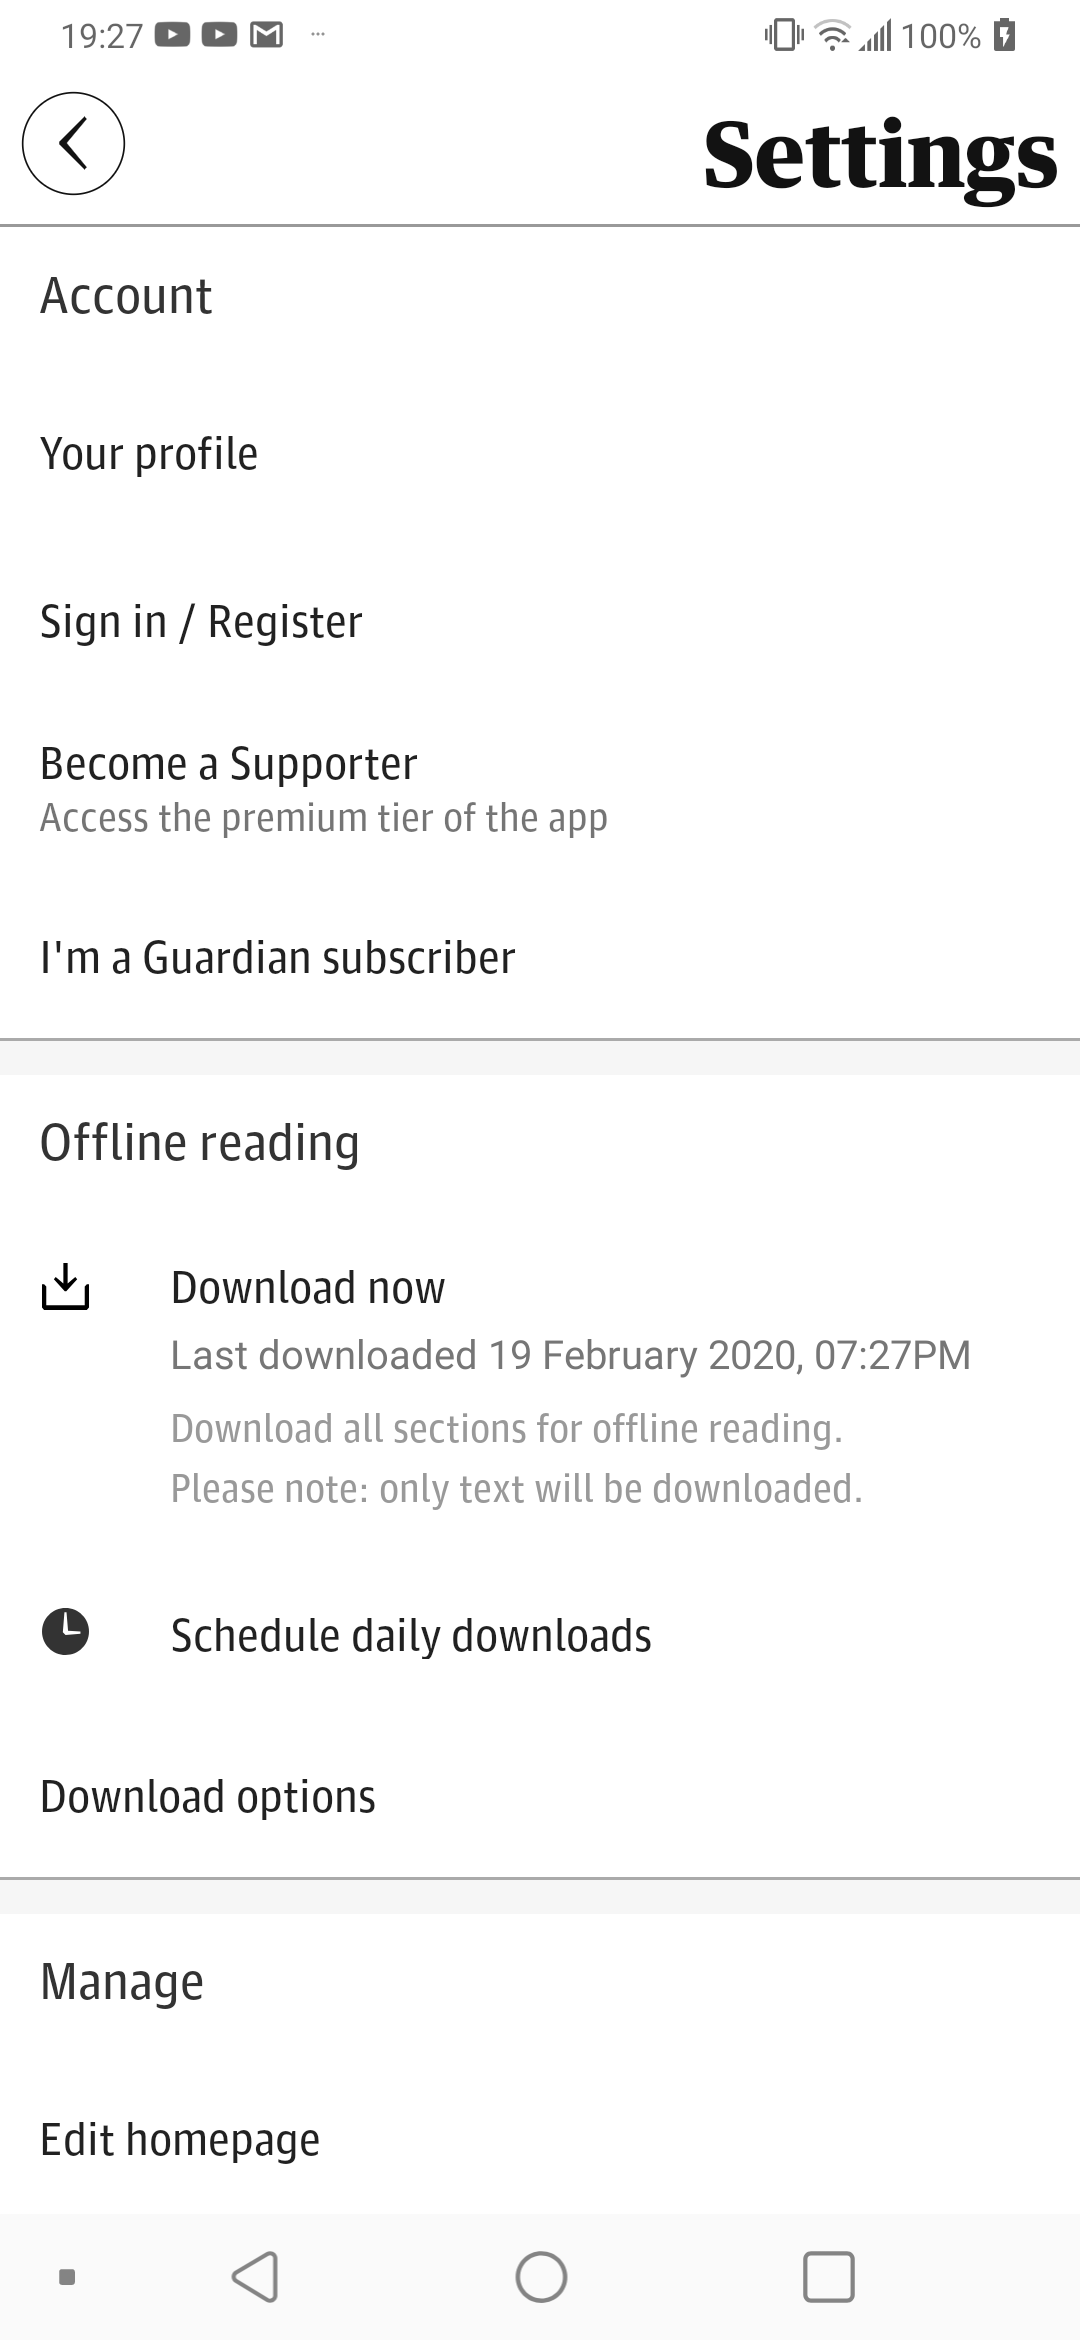 19:27 100%
Settings
Account
Your profile
Sign in / Register
Become a Supporter
Access the premium tier of the app
I'm a Guardian subscriber
Offline reading
Download now
Last downloaded 19 February 2020, 07:27PM
Download all sections for offline reading.
Please note: only text will be downloaded.
Schedule daily downloads
Download options
Manage
Edit homepage